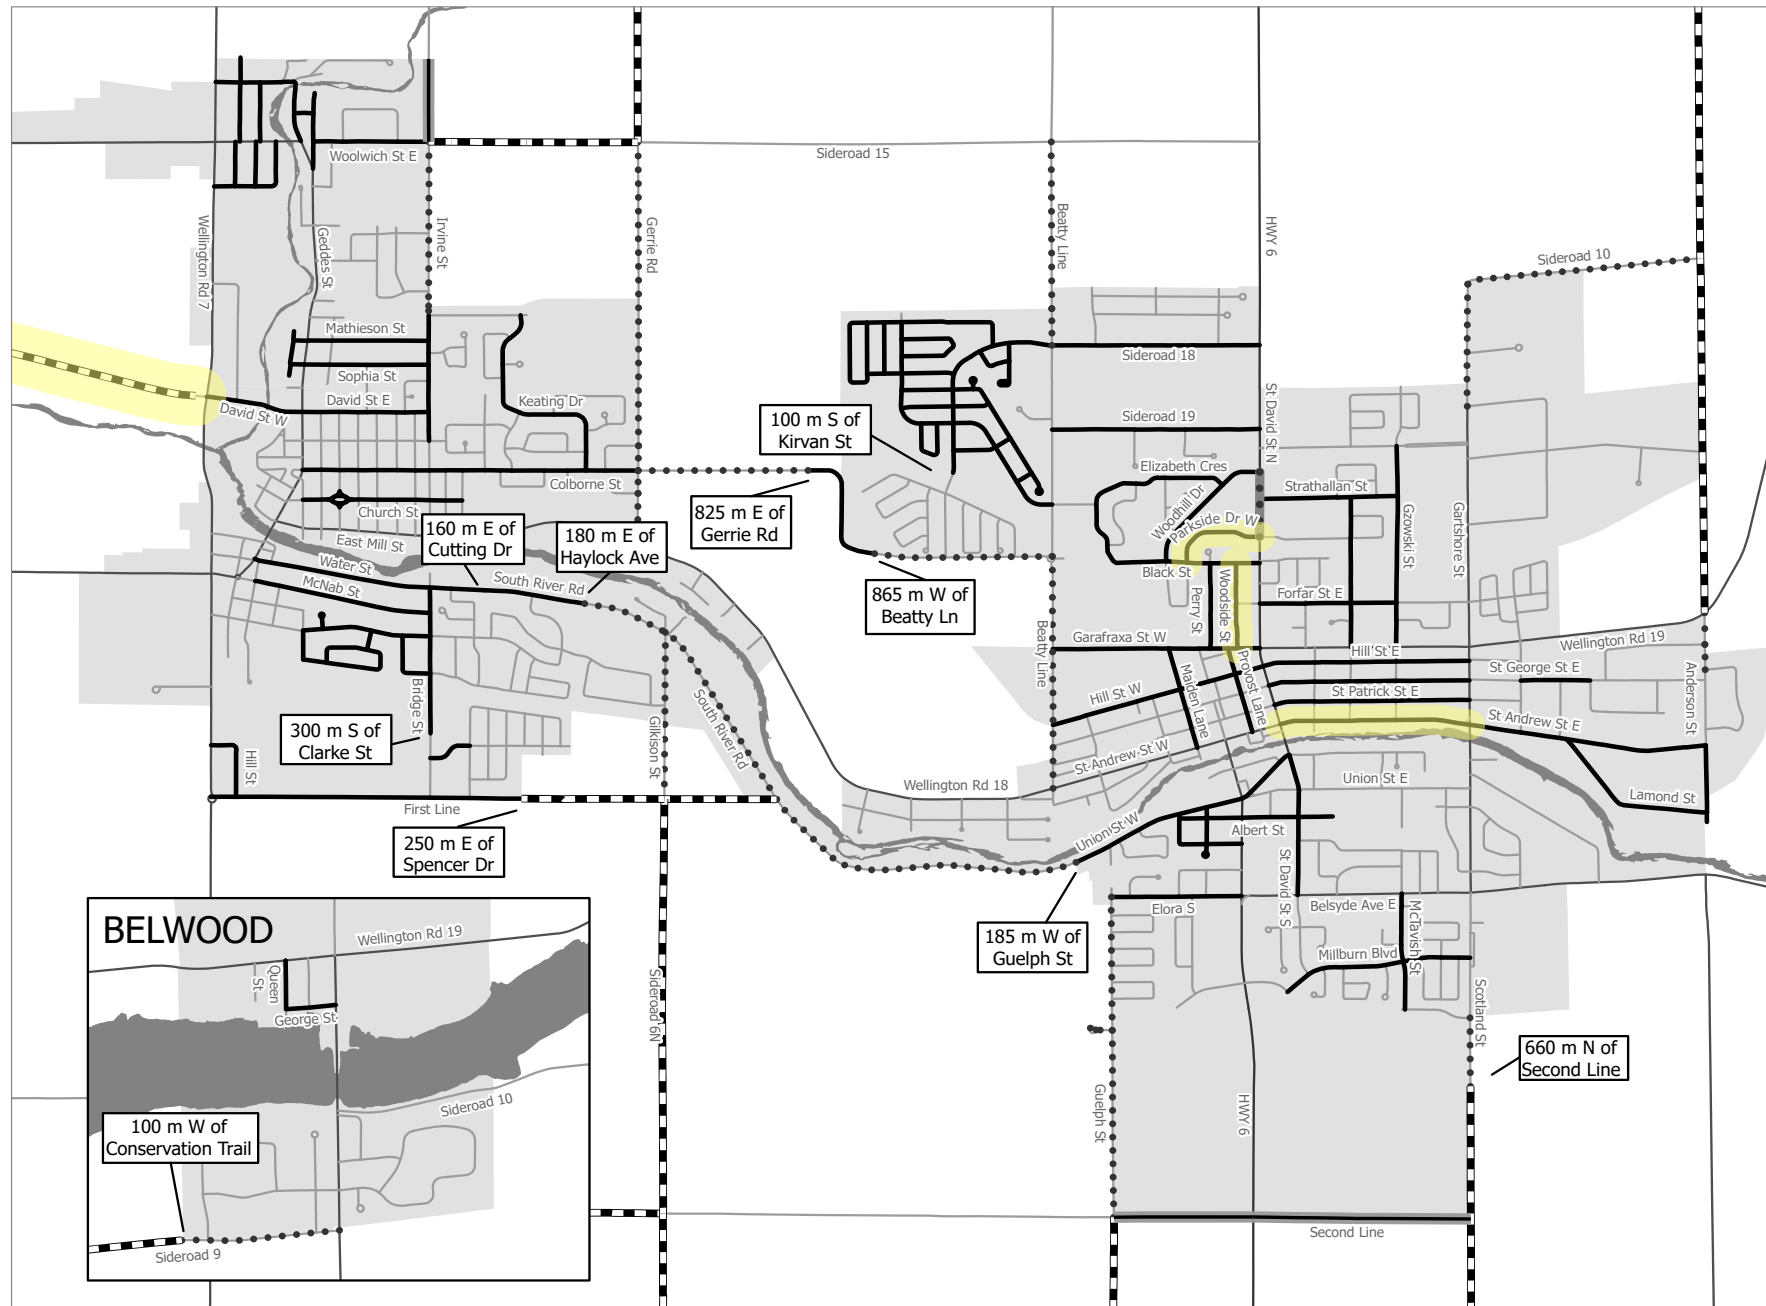 Woolwich St E
Sideroad 15
Wellington Rd 7
Geddes St
Irvine St
Gerrie Rd
Beatty Line
HWY 6
Sideroad 10
Mathieson St
Sophia St
David St E
David St W
Keating Dr
Sideroad 18
Sideroad 19
St David St N
100 m S of
Kirvan St
Elizabeth Cres
Woodhill Dr
Parkside Dr W
Strathallan St
Gzowski St
Gartshore St
Colborne St
Church St
East Mill St
Water St
McNab St
160 m E of
Cutting Dr
180 m E of
Haylock Ave
South River Rd
825 m E of
Gerrie Rd
865 m W of
Beatty Ln
Black St
Perry St
Woodside St
Forfar St E
Garafraxa St W
Wellington Rd 19
Beatty Line
Hill St E
St George St E
Hill St W
Maiden Lane
Provost Lane
St Patrick St E
St Andrew St E
Anderson St
Bridge St
300 m S of
Clarke St
Hill St
Gilkison St
South River Rd
St Andrew St W
Union St E
Lamond St
Wellington Rd 18
First Line
250 m E of
Spencer Dr
Union St W
Albert St
St David St S
Elora S
Belsyde Ave E
McTavish St
Millburn Blvd
185 m W of
Guelph St
Scotland St
660 m N of
Second Line
Sideroad 6N
Guelph St
HWY 6
Second Line
BELWOOD
Wellington Rd 19
Queen
St
George St
Sideroad 10
100 m W of
Conservation Trail
Sideroad 9